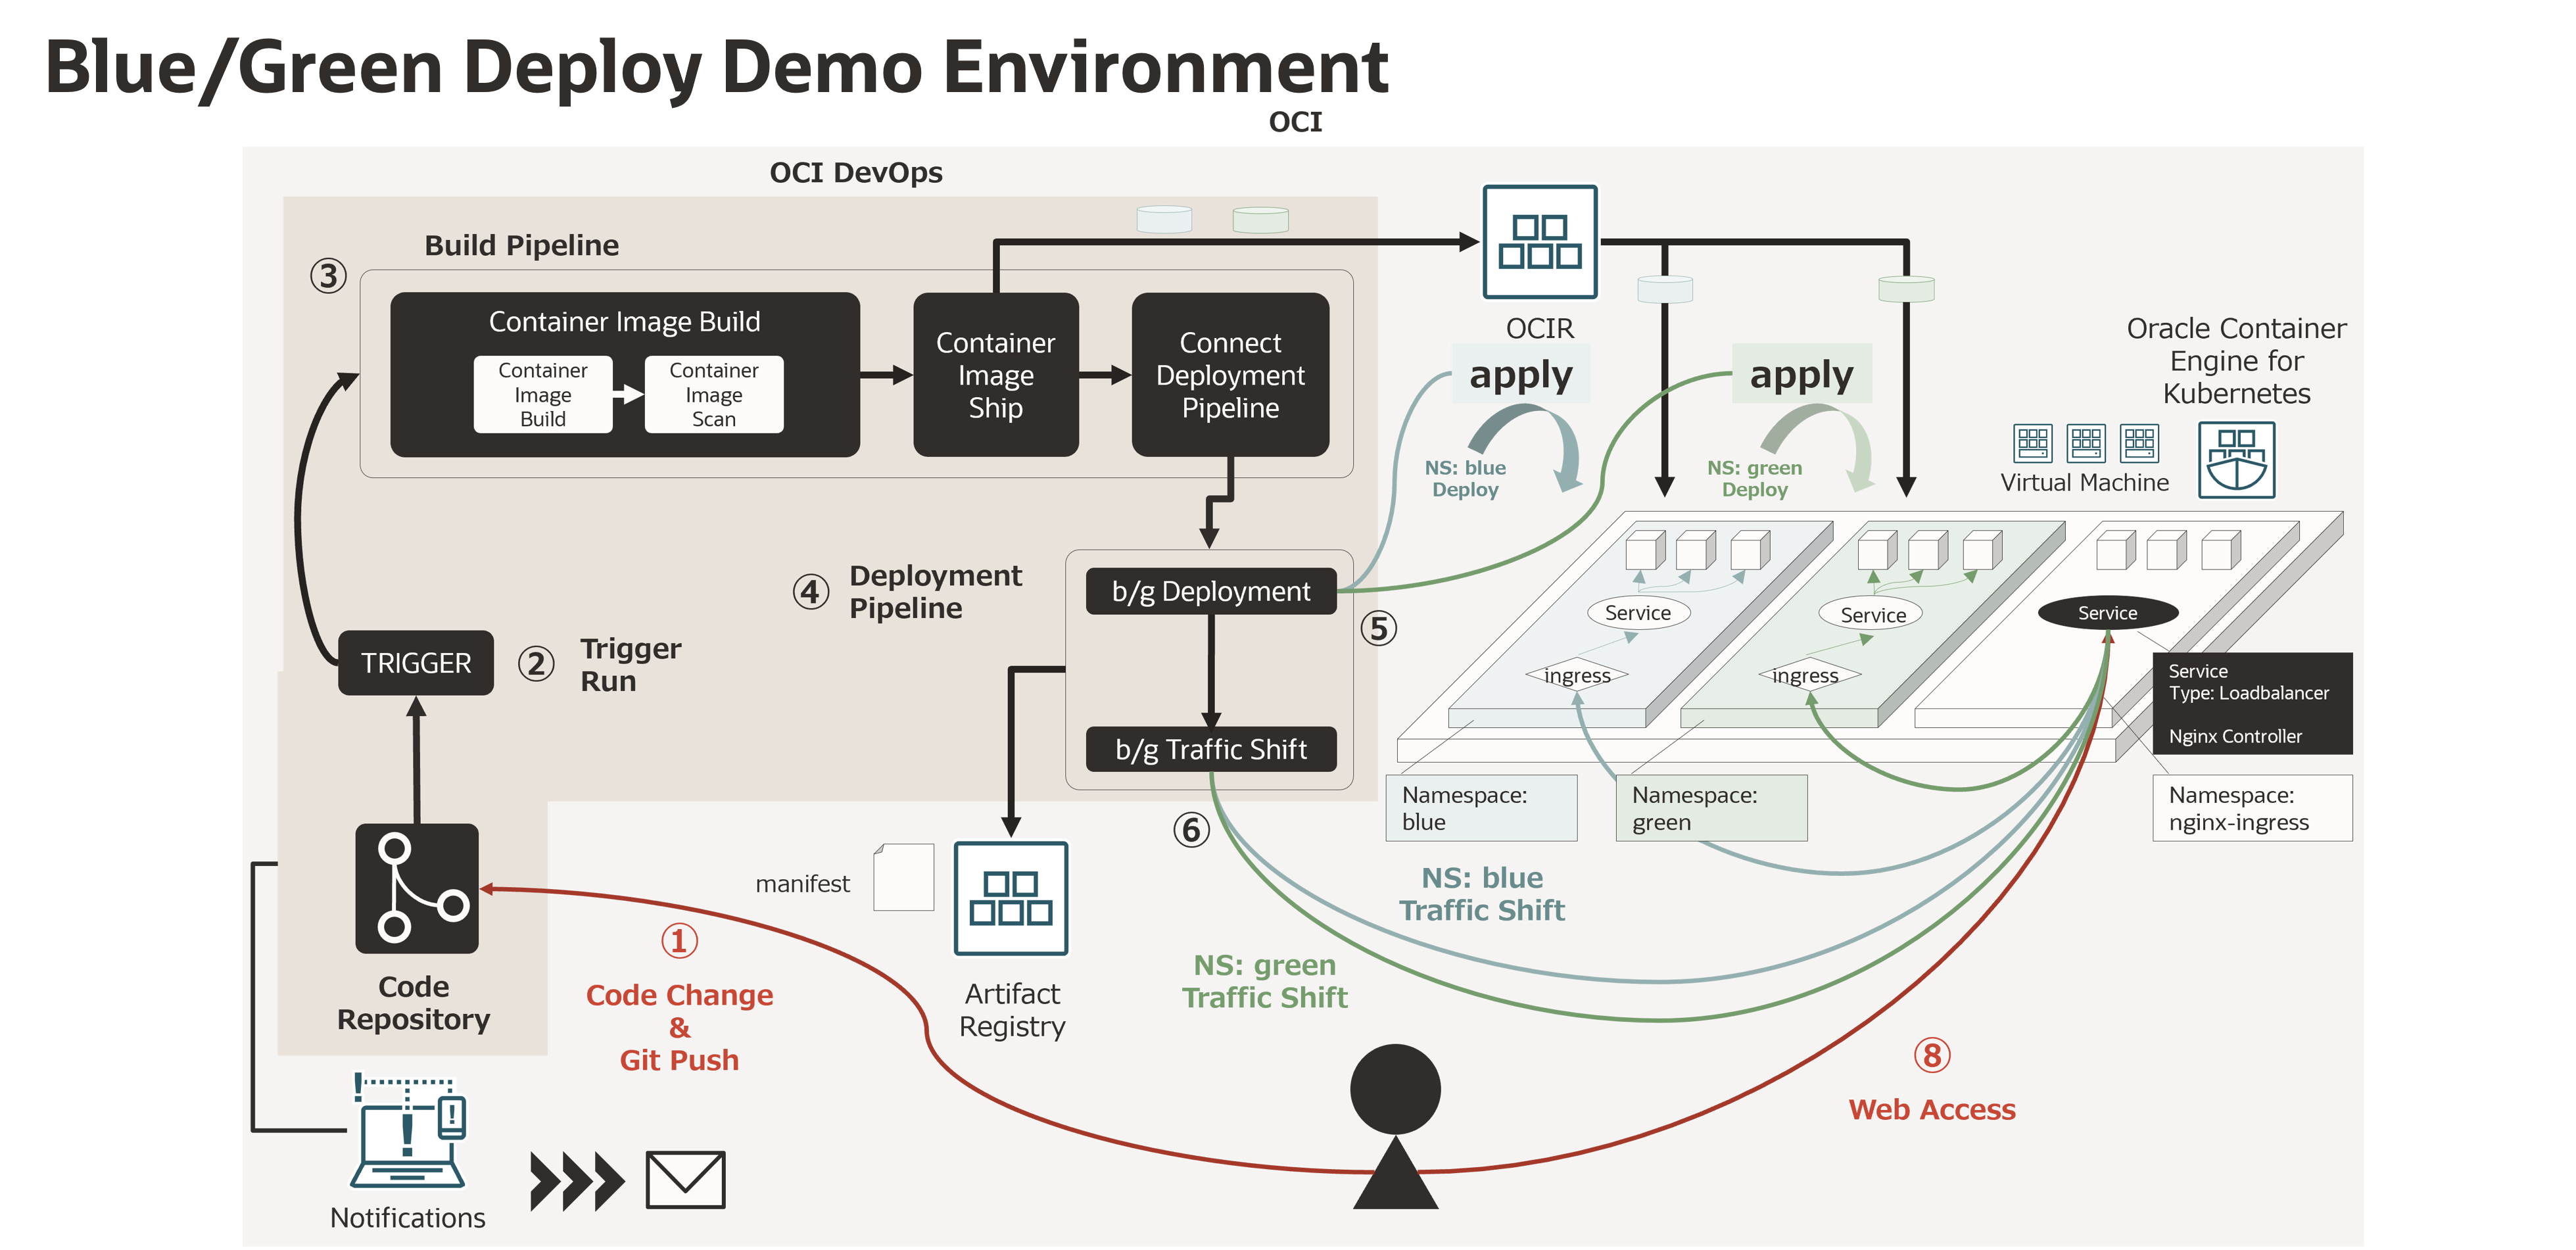 Blue/Green Deploy Demo Environment
OCI
OCI DevOps
Build Pipeline
③
Container Image Build
Container
Image
Build
Container
Image
Scan
Container
Image
Ship
Connect
Deployment
Pipeline
OCIR
apply
apply
NS: blue
Deploy
NS: green
Deploy
Oracle Container
Engine for
Kubernetes
Virtual Machine
④
Deployment
Pipeline
b/g Deployment
⑤
b/g Traffic Shift
⑥
TRIGGER
②
Trigger
Run
Service
ingress
Service
ingress
Service
Service
Type: Loadbalancer
Nginx Controller
Namespace:
blue
Namespace:
green
Namespace:
nginx-ingress
manifest
Artifact
Registry
NS: blue
Traffic Shift
NS: green
Traffic Shift
Code
Repository
①
Code Change
&
Git Push
⑧
Web Access
Notifications